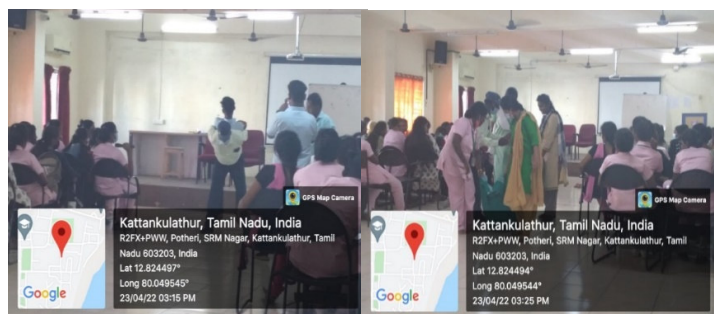 GPS Map Camera
Kattankulathur, Tamil Nadu, India
R2FX+PWW, Potheri, SRM Nagar, Kattankulathur, Tamil
Nadu 603203, India
Lat 12.824497°
Long 80.049545°
23/04/22 03:15 PM
Google
GPS Map Camera
Kattankulathur, Tamil Nadu, India
R2FX+PWW, Potheri, SRM Nagar, Kattankulathur, Tamil
Nadu 603203, India
Lat 12.824494°
Long 80.049544°
23/04/22 03:25 PM
Google